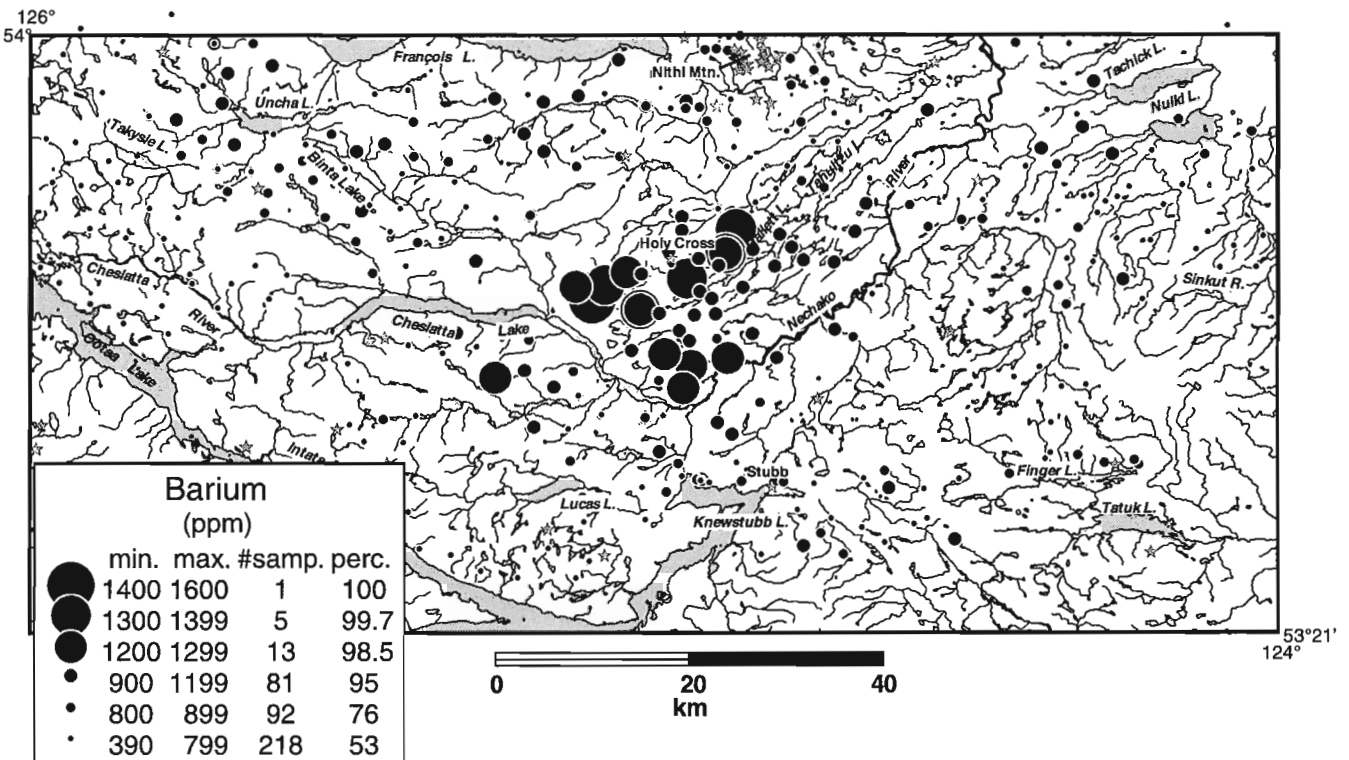 126°
54°
François L.
Nithi Mtn.
Tachick L.
Nulki L.
Uncha L.
Takysie L.
Binta Lake
Tahultzu L.
River
Holy Cross
Cheslatta
River
Sinkut R.
Nechako
Cheslatta
Lake
Ootsa Lake
Intata
Stubb
Finger L.
Lucas L.
Knewstubb L.
Tatuk L.
Barium
(ppm)
min. max. #samp. perc.
1400 1600 1 100
1300 1399 5 99.7
1200 1299 13 98.5
900 1199 81 95
800 899 92 76
390 799 218 53
0 20 40
km
53°21'
124°